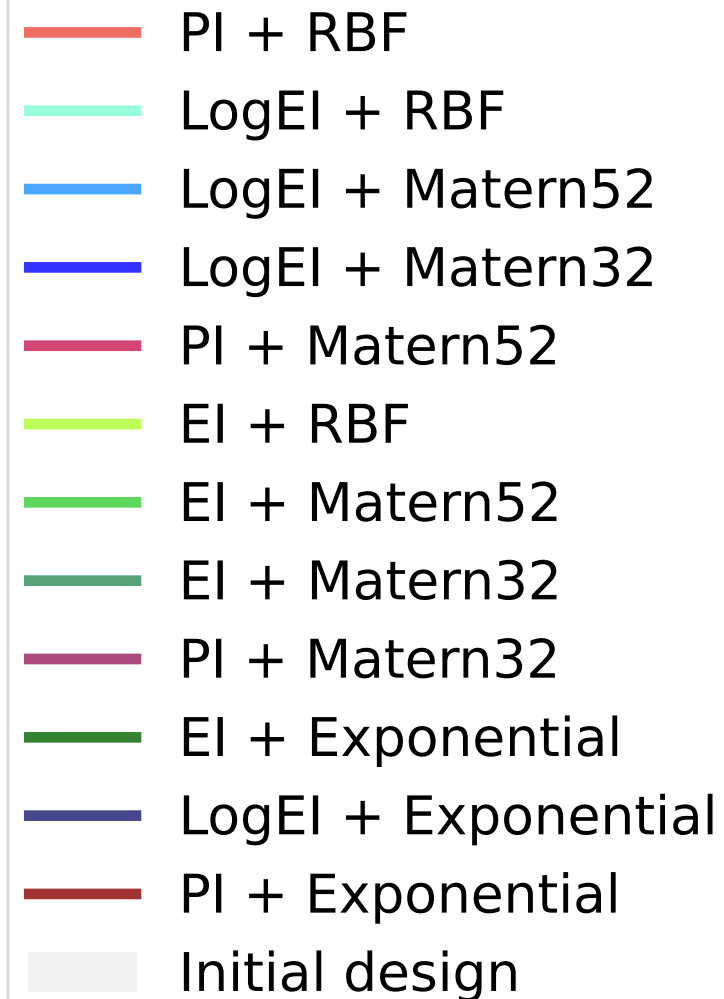 PI + RBF
LogEI + RBF
LogEI + Matern52
LogEI + Matern32
PI + Matern52
EI + RBF
EI + Matern52
EI + Matern32
PI + Matern32
EI + Exponential
LogEI + Exponential
PI + Exponential
Initial design